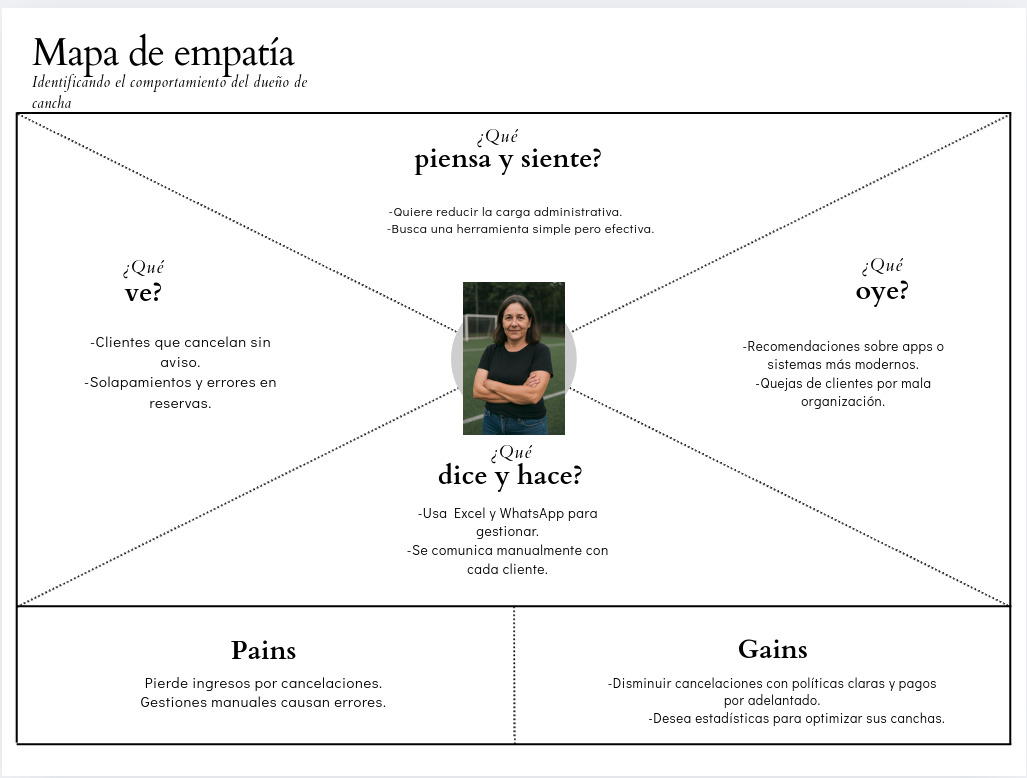 Mapa de empatía
Identificando el comportamiento del dueño de
cancha
¿Qué
piensa y siente?
-Quiere reducir la carga administrativa.
-Busca una herramienta simple pero efectiva.
¿Qué
ve?
-Clientes que cancelan sin
aviso.
-Solapamientos y errores en
reservas.
¿Qué
oye?
-Recomendaciones sobre apps o
sistemas más modernos.
-Quejas de clientes por mala
organización.
¿Qué
dice y hace?
-Usa Excel y WhatsApp para
gestionar.
-Se comunica manualmente con
cada cliente.
Pains
Pierde ingresos por cancelaciones.
Gestiones manuales causan errores.
Gains
-Disminuir cancelaciones con políticas claras y pagos
por adelantado.
-Desea estadísticas para optimizar sus canchas.